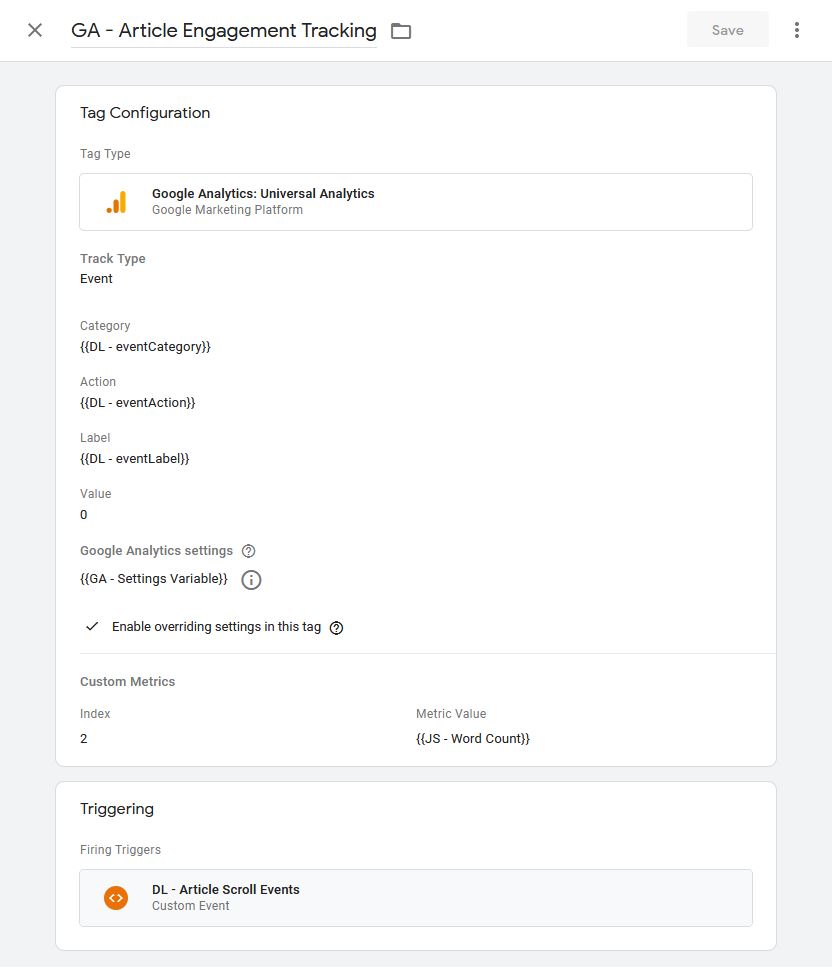 GA - Article Engagement Tracking
Save
Tag Configuration
Tag Type
Google Analytics: Universal Analytics
Google Marketing Platform
Track Type
Event
Category
{{DL - eventCategory}}
Action
{{DL - eventAction}}
Label
{{DL - eventLabel}}
Value
0
Google Analytics settings
{{GA - Settings Variable}}
Enable overriding settings in this tag
Custom Metrics
Index Metric Value
2 {{JS - Word Count}}
Triggering
Firing Triggers
DL - Article Scroll Events
Custom Event